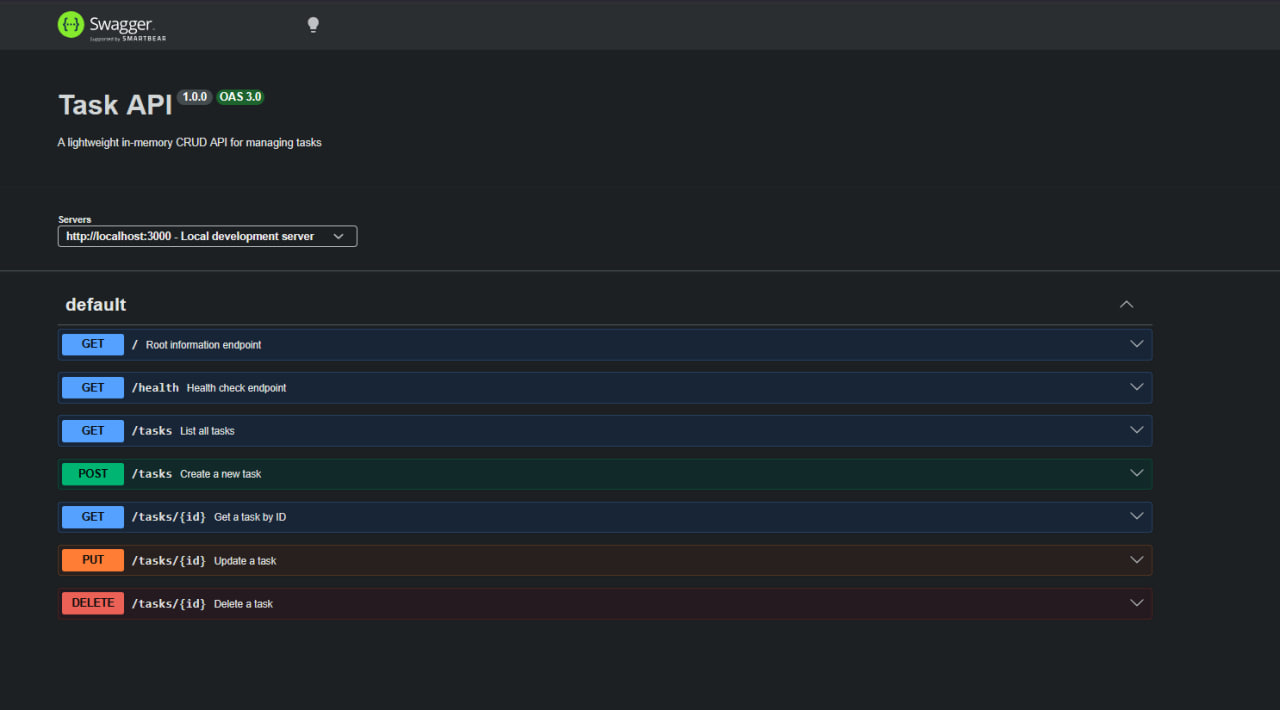 Swagger.
Supported by SMARTBEAR
Task API 1.0.0 OAS 3.0
A lightweight in-memory CRUD API for managing tasks
Servers
http://localhost:3000 - Local development server
default
GET / Root information endpoint
GET /health Health check endpoint
GET /tasks List all tasks
POST /tasks Create a new task
GET /tasks/{id} Get a task by ID
PUT /tasks/{id} Update a task
DELETE /tasks/{id} Delete a task